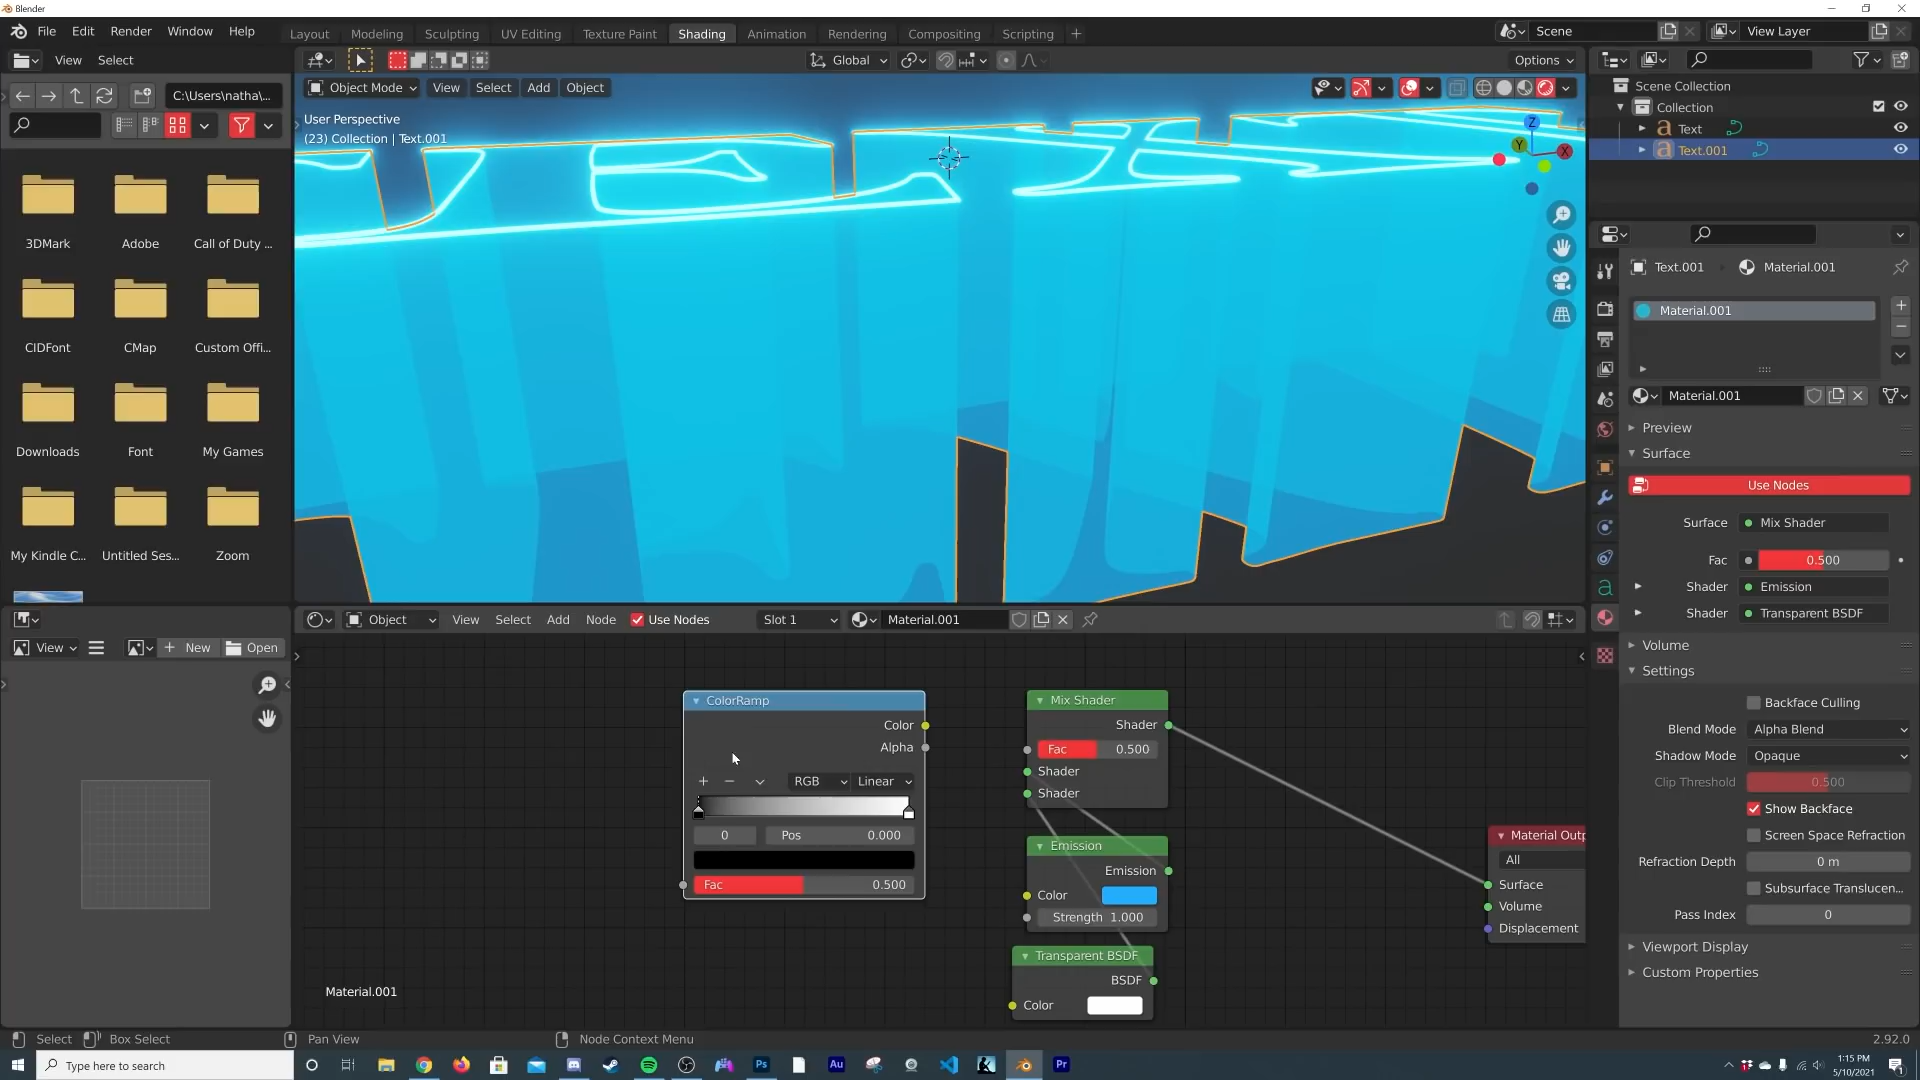 Blender
File Edit Render Window Help
Layout Modeling Sculpting UV Editing Texture Paint Shading Animation Rendering Compositing Scripting +
Scene
View Layer
View Select
Global
Options
C:\Users\natha\...
Object Mode View Select Add Object
User Perspective
(23) Collection | Text.001
Z
Y
X
3DMark Adobe Call of Duty ...
CIDFont CMap Custom Offi...
Downloads Font My Games
My Kindle C... Untitled Ses... Zoom
Scene Collection
Collection
Text
Text.001
Text.001 Material.001
Material.001
Material.001
Preview
Surface
Use Nodes
Surface Mix Shader
Fac 0.500
Shader Emission
Shader Transparent BSDF
Volume
Settings
Backface Culling
Blend Mode Alpha Blend
Shadow Mode Opaque
Clip Threshold 0.500
Show Backface
Screen Space Refraction
Refraction Depth 0 m
Subsurface Translucen...
Pass Index 0
Viewport Display
Custom Properties
Object View Select Add Node Use Nodes Slot 1 Material.001
View New Open
ColorRamp
Color
Alpha
+ − RGB Linear
0 Pos 0.000
Fac 0.500
Mix Shader
Shader
Fac 0.500
Shader
Shader
Emission
Emission
Color
Strength 1.000
Transparent BSDF
BSDF
Color
Material Outp
All
Surface
Volume
Displacement
Material.001
Select Box Select Pan View Node Context Menu 2.92.0
Type here to search
Ps
Au
Pr
1:15 PM
5/10/2021